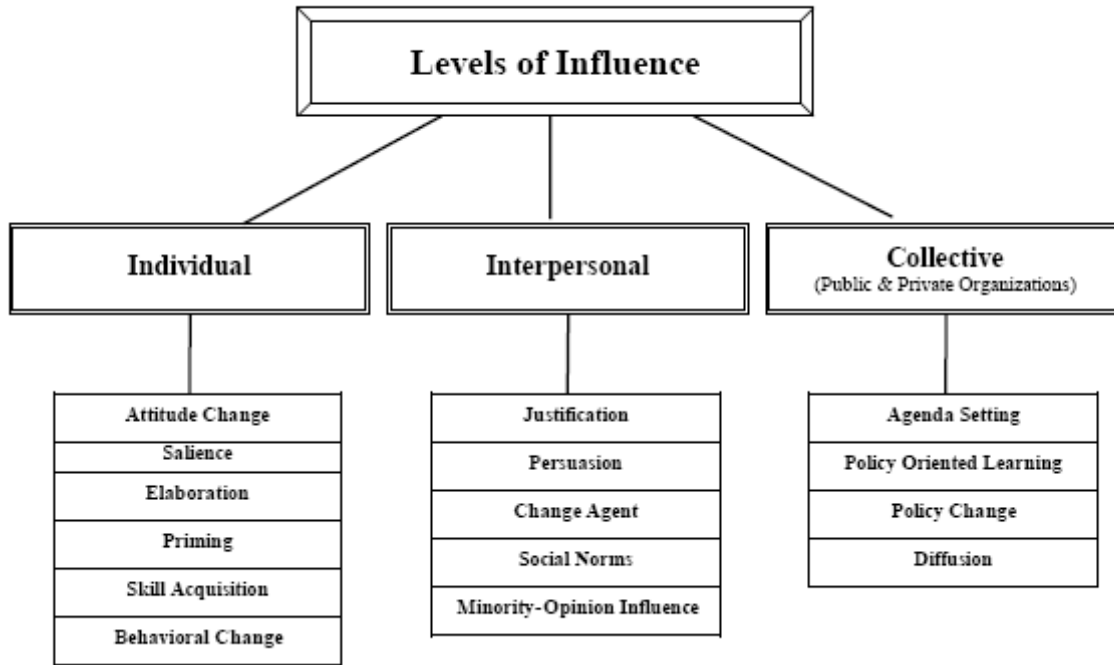 Levels of Influence
Individual
Interpersonal
Collective
(Public & Private Organizations)
Attitude Change
Salience
Elaboration
Priming
Skill Acquisition
Behavioral Change
Justification
Persuasion
Change Agent
Social Norms
Minority-Opinion Influence
Agenda Setting
Policy Oriented Learning
Policy Change
Diffusion